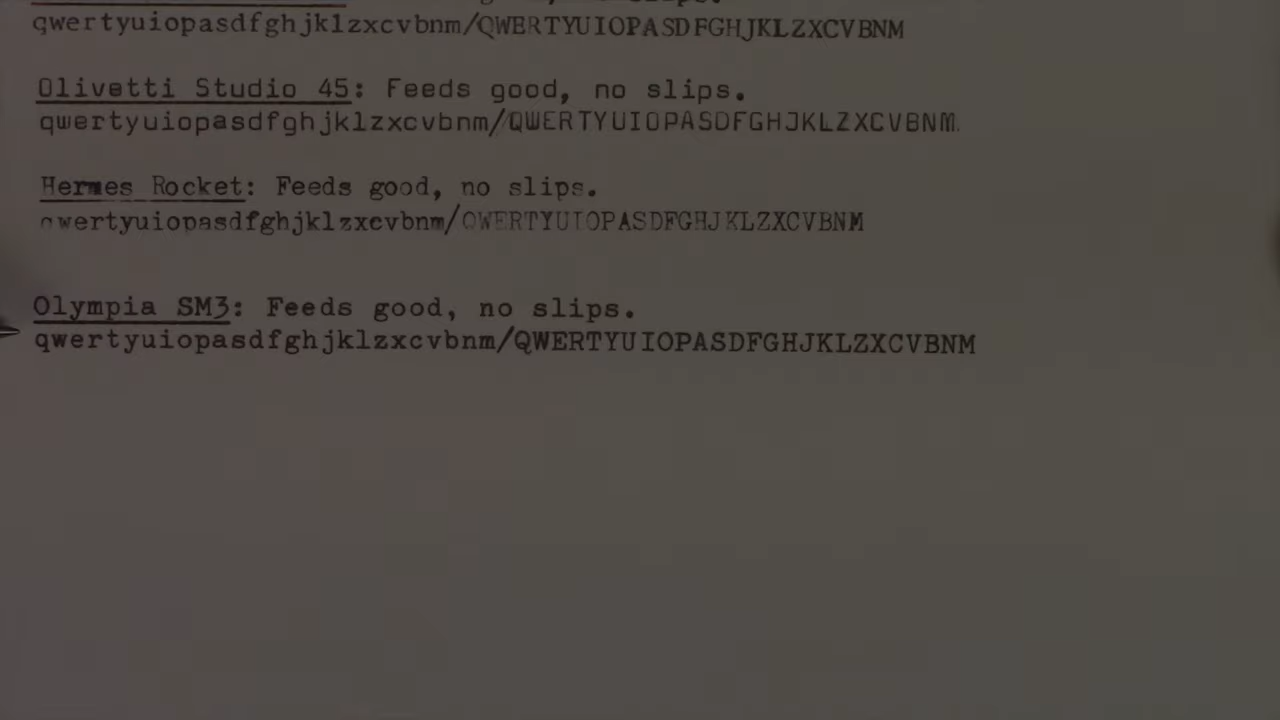 qwertyuiopasdfghjklzxcvbnm/QWERTYUIOPASDFGHJKLZXCVBNM
Olivetti Studio 45: Feeds good, no slips.
qwertyuiopasdfghjklzxcvbnm/QWERTYUIOPASDFGHJKLZXCVBNM
Hermes Rocket: Feeds good, no slips.
qwertyuiopasdfghjklzxcvbnm/QWERTYUIOPASDFGHJKLZXCVBNM
Olympia SM3: Feeds good, no slips.
qwertyuiopasdfghjklzxcvbnm/QWERTYUIOPASDFGHJKLZXCVBNM